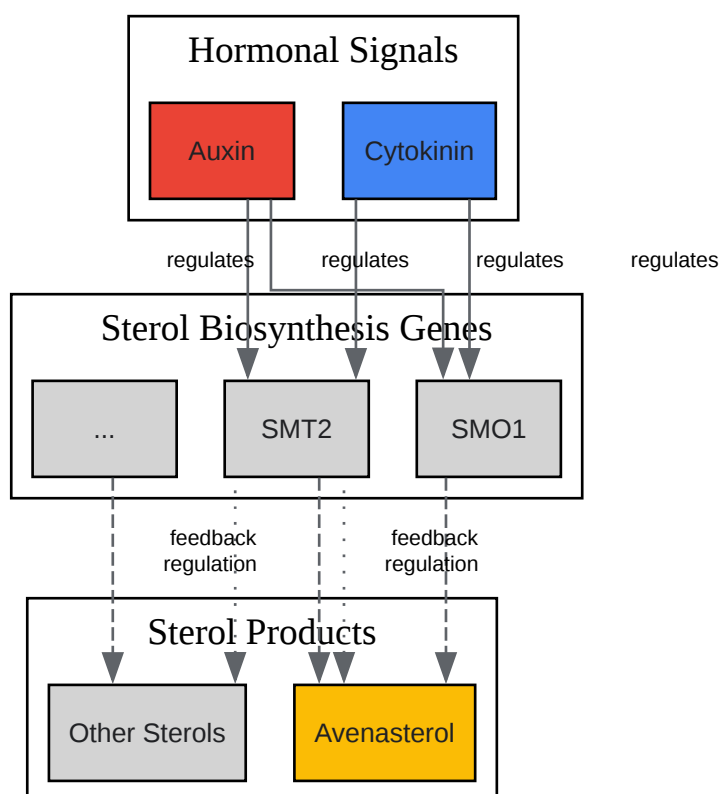 Hormonal Signals
Auxin
Cytokinin
regulates
regulates
regulates
regulates
Sterol Biosynthesis Genes
...
SMT2
SMO1
feedback
regulation
feedback
regulation
Sterol Products
Other Sterols
Avenasterol